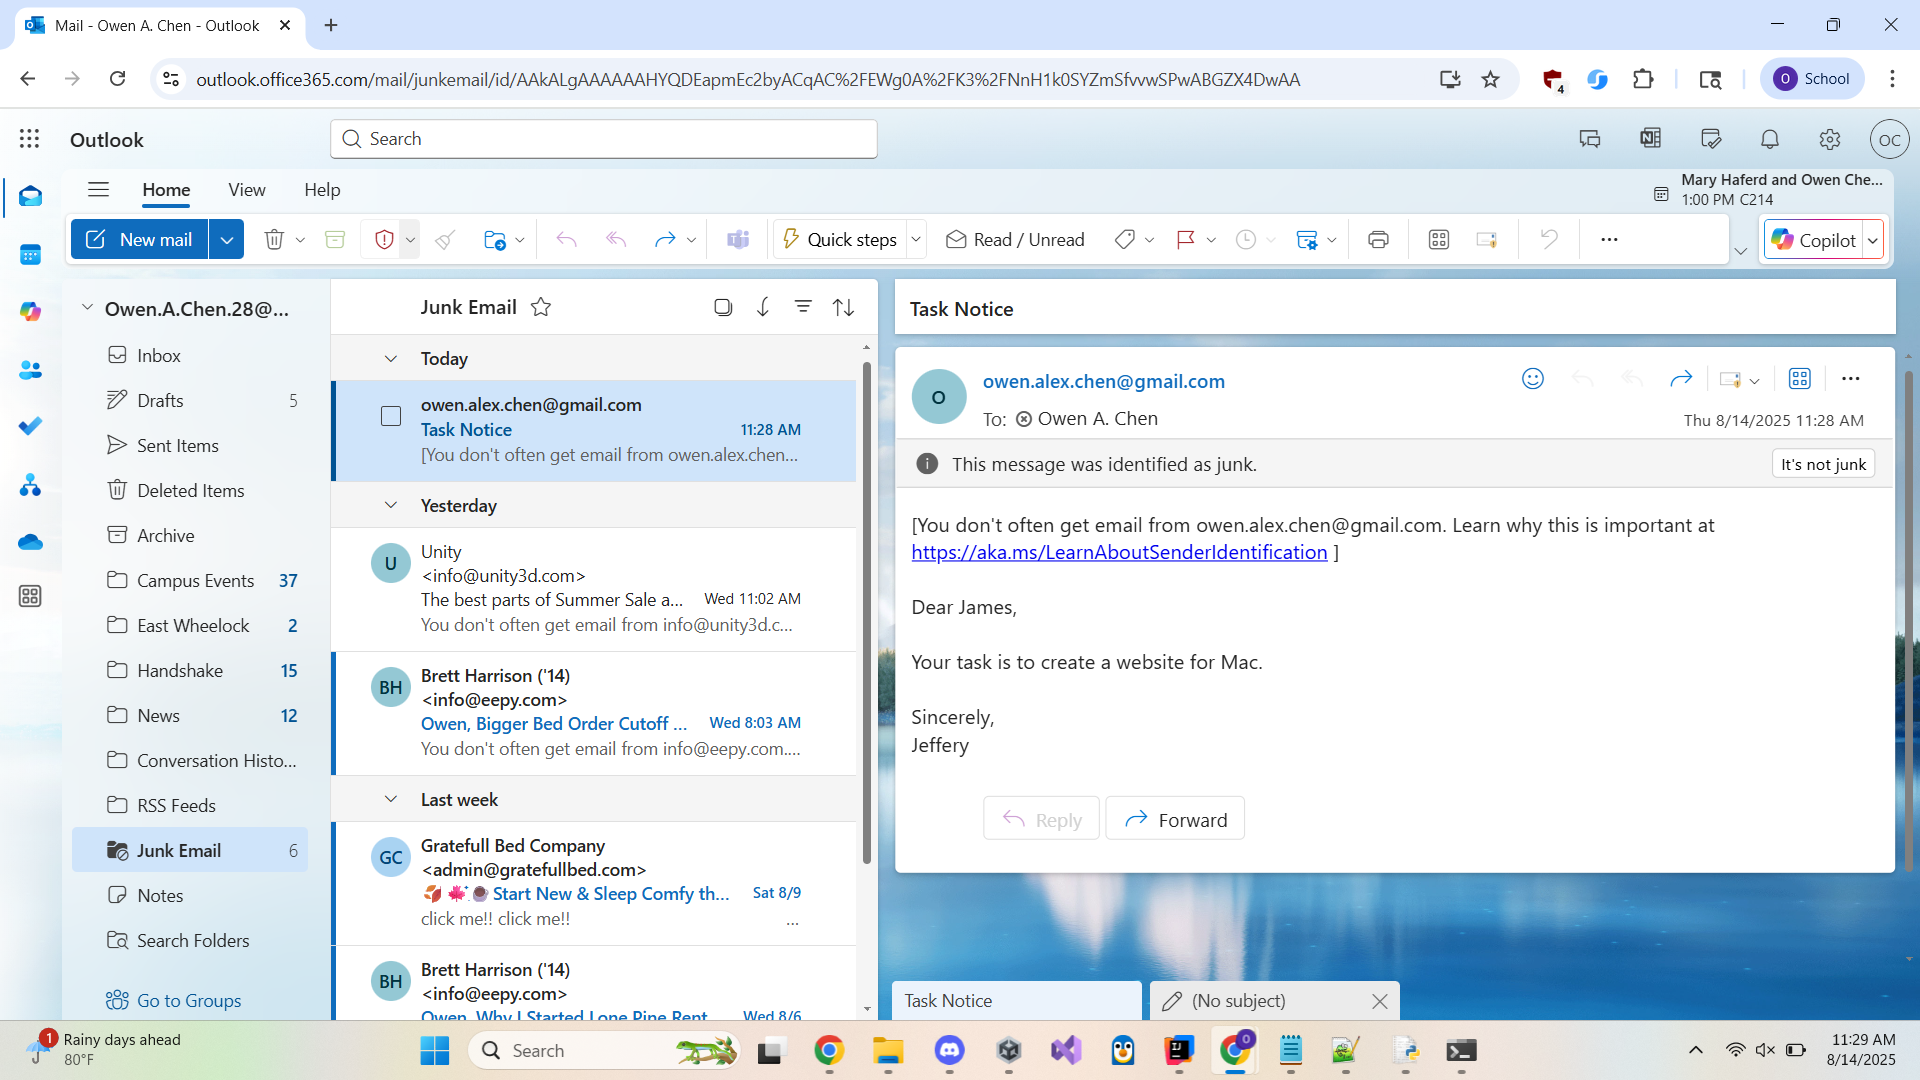 Mail - Owen A. Chen - Outlook
outlook.office365.com/mail/junkemail/id/AAkALgAAAAAAHYQDEapmEc2byACqAC%2FEWg0A%2FK3%2FNnH1k0SYZmSfvvwSPwABGZX4DwAA
4
O School
Outlook
Search
OC
Home View Help
Mary Haferd and Owen Che...
1:00 PM C214
New mail
Quick steps
Read / Unread
Copilot
Owen.A.Chen.28@...
Inbox
Drafts 5
Sent Items
Deleted Items
Archive
Campus Events 37
East Wheelock 2
Handshake 15
News 12
Conversation Histo...
RSS Feeds
Junk Email 6
Notes
Search Folders
Go to Groups
Junk Email
Today
owen.alex.chen@gmail.com
Task Notice 11:28 AM
[You don't often get email from owen.alex.chen...
Yesterday
U
Unity
<info@unity3d.com>
The best parts of Summer Sale a... Wed 11:02 AM
You don't often get email from info@unity3d.c...
BH
Brett Harrison ('14)
<info@eepy.com>
Owen, Bigger Bed Order Cutoff ... Wed 8:03 AM
You don't often get email from info@eepy.com....
Last week
GC
Gratefull Bed Company
<admin@gratefullbed.com>
🍂 🍁 🧶 Start New & Sleep Comfy th... Sat 8/9
click me!! click me!! ...
BH
Brett Harrison ('14)
<info@eepy.com>
Owen, Why I Started Lone Pine Rent... Wed 8/6
Task Notice
O
owen.alex.chen@gmail.com
To: Owen A. Chen
Thu 8/14/2025 11:28 AM
This message was identified as junk.
It's not junk
[You don't often get email from owen.alex.chen@gmail.com. Learn why this is important at
https://aka.ms/LearnAboutSenderIdentification ]
Dear James,
Your task is to create a website for Mac.
Sincerely,
Jeffery
Reply
Forward
Task Notice
(No subject)
1
Rainy days ahead
80°F
Search
11:29 AM
8/14/2025